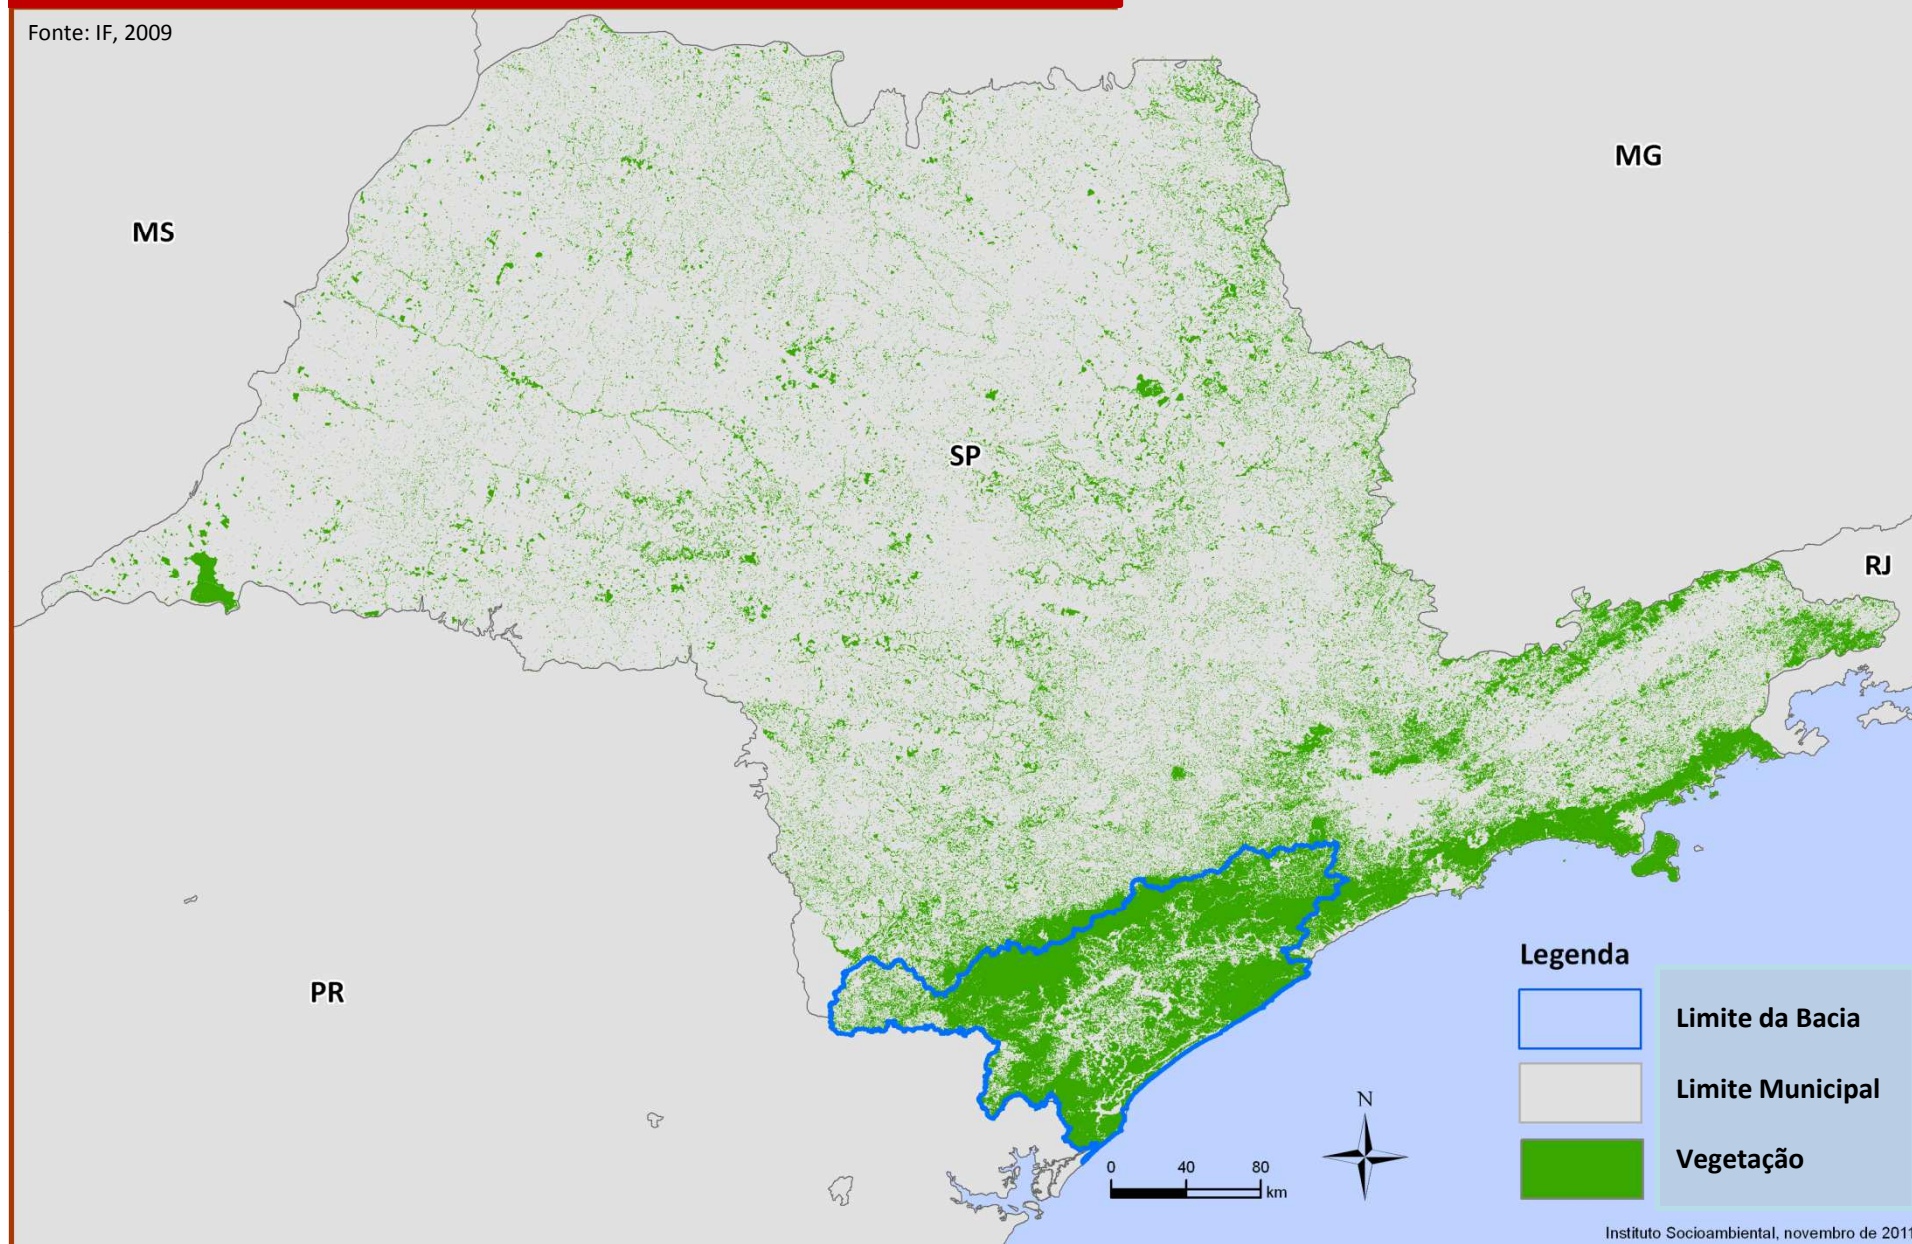 Fonte: IF, 2009
MG
MS
SP
RJ
PR
Legenda
Limite da Bacia
Limite Municipal
Vegetação
N
0 40 80
km
Instituto Socioambiental, novembro de 2011